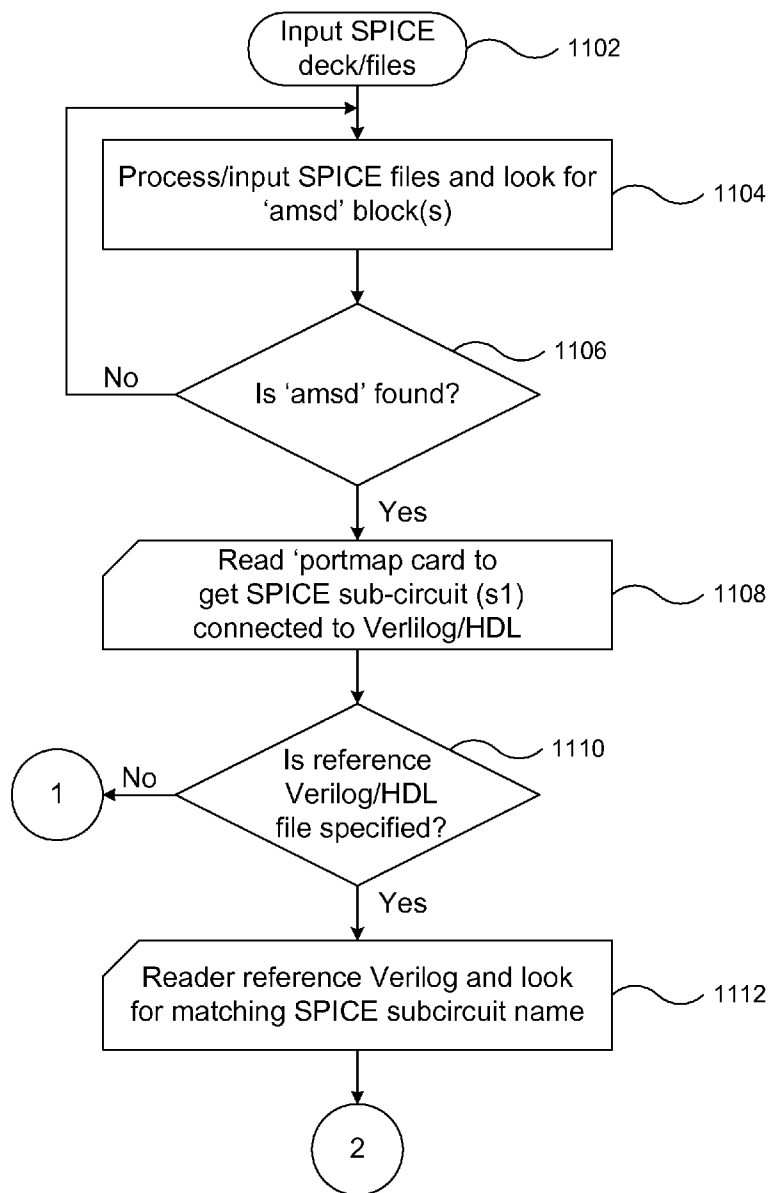 Input SPICE
deck/files
1102
Process/input SPICE files and look for
‘amsd’ block(s)
1104
1106
Is ‘amsd’ found?
No
Yes
Read ‘portmap card to
get SPICE sub-circuit (s1)
connected to Verlilog/HDL
1108
1110
Is reference
Verilog/HDL
file specified?
No
1
Yes
Reader reference Verilog and look
for matching SPICE subcircuit name
1112
2